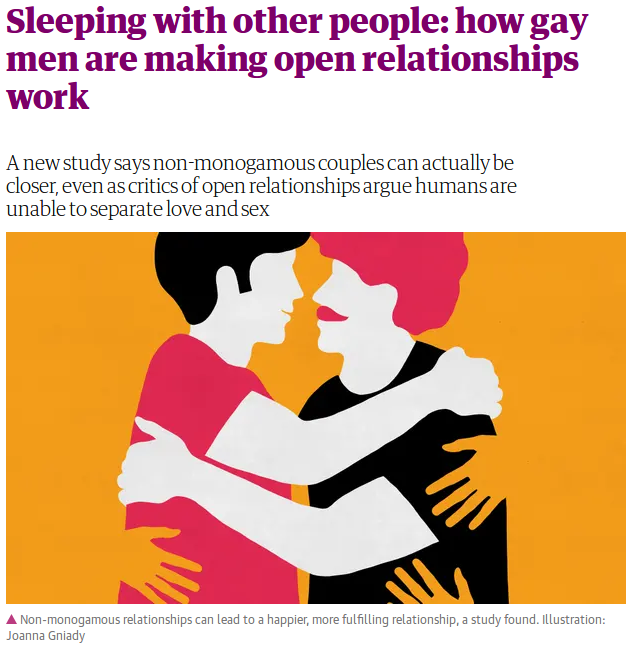 Sleeping with other people: how gay
men are making open relationships
work
A new study says non-monogamous couples can actually be
closer, even as critics of open relationships argue humans are
unable to separate love and sex
▲ Non-monogamous relationships can lead to a happier, more fulfilling relationship, a study found. Illustration:
Joanna Gniady